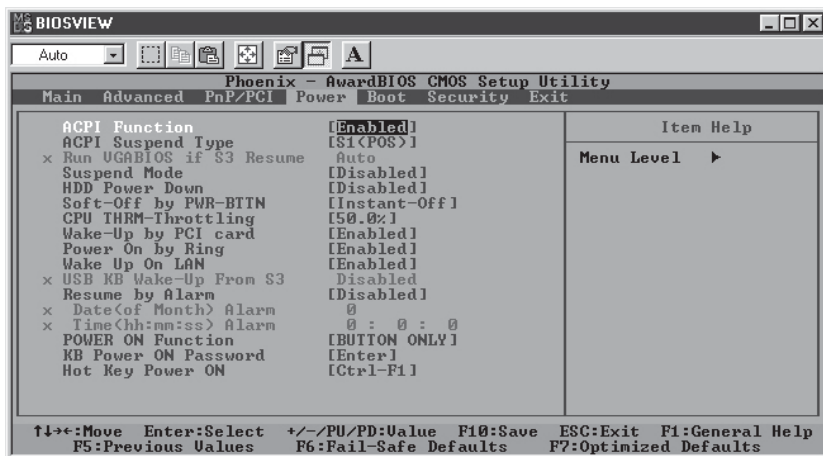 MS DS BIOSVIEW
Auto A
Phoenix - AwardBIOS CMOS Setup Utility
Main Advanced PnP/PCI Power Boot Security Exit
ACPI Function [Enabled] Item Help
ACPI Suspend Type [S1(POS)]
x Run VGABIOS if S3 Resume Auto Menu Level ►
Suspend Mode [Disabled]
HDD Power Down [Disabled]
Soft-Off by PWR-BTTN [Instant-Off]
CPU THRM-Throttling [50.0%]
Wake-Up by PCI card [Enabled]
Power On by Ring [Enabled]
Wake Up On LAN [Enabled]
x USB KB Wake-Up From S3 Disabled
Resume by Alarm [Disabled]
x Date(of Month) Alarm 0
x Time(hh:mm:ss) Alarm 0 : 0 : 0
POWER ON Function [BUTTON ONLY]
KB Power ON Password [Enter]
Hot Key Power ON [Ctrl-F1]
↑↓→←:Move Enter:Select +/-/PU/PD:Value F10:Save ESC:Exit F1:General Help
F5:Previous Values F6:Fail-Safe Defaults F7:Optimized Defaults